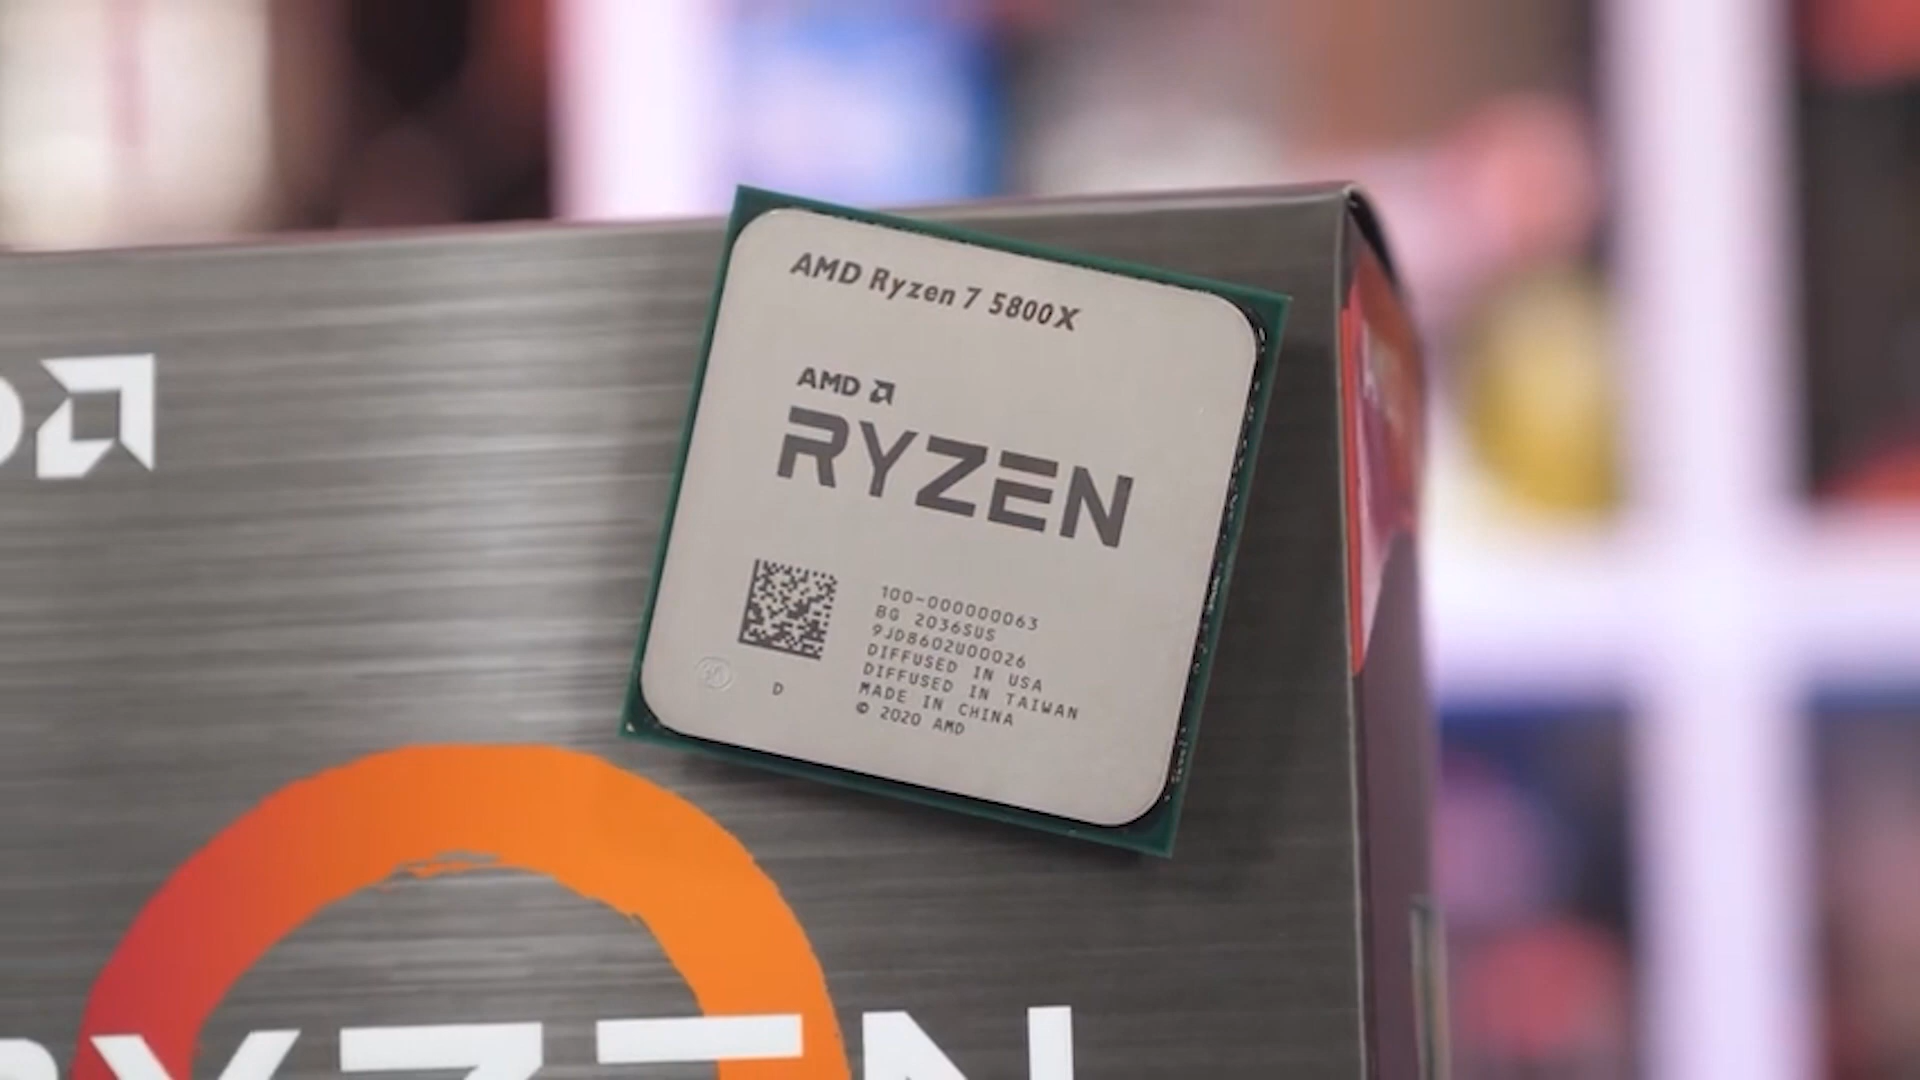 AMD Ryzen 7 5800X
AMD
RYZEN
100-000000063
BG 2036SUS
9JD8602U00026
DIFFUSED IN USA
DIFFUSED IN TAIWAN
MADE IN CHINA
© 2020 AMD
D
RYZEN